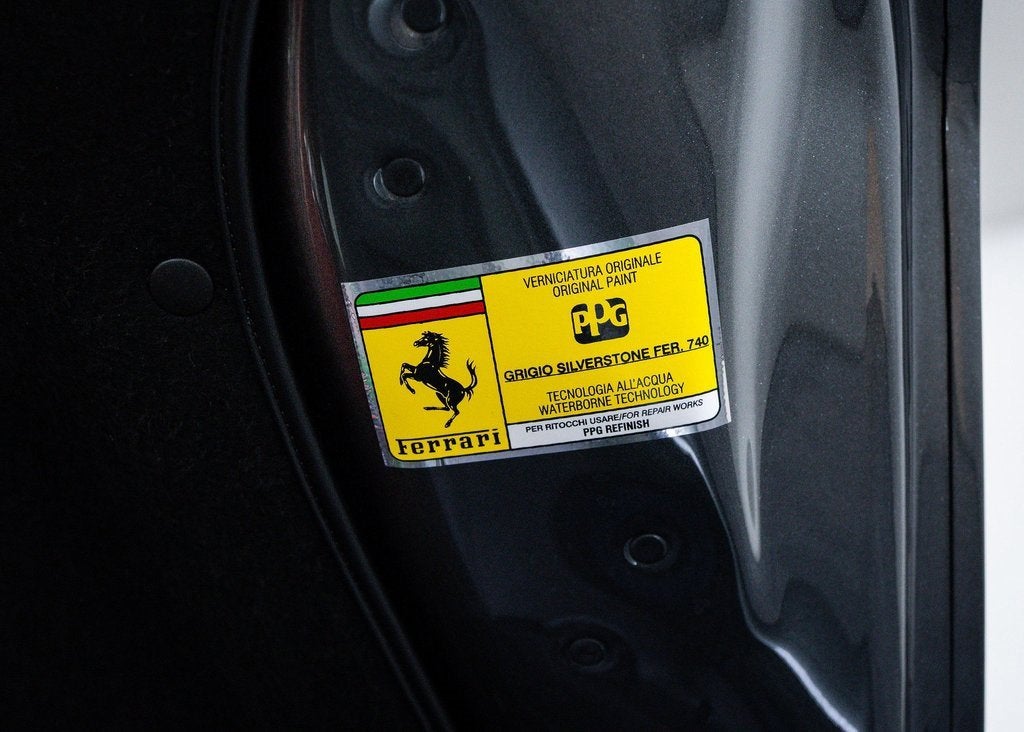 VERNICIATURA ORIGINALE
ORIGINAL PAINT
PPG
GRIGIO SILVERSTONE FER. 740
TECNOLOGIA ALL'ACQUA
WATERBORNE TECHNOLOGY
PER RITOCCHI USARE/FOR REPAIR WORKS
PPG REFINISH
Ferrari